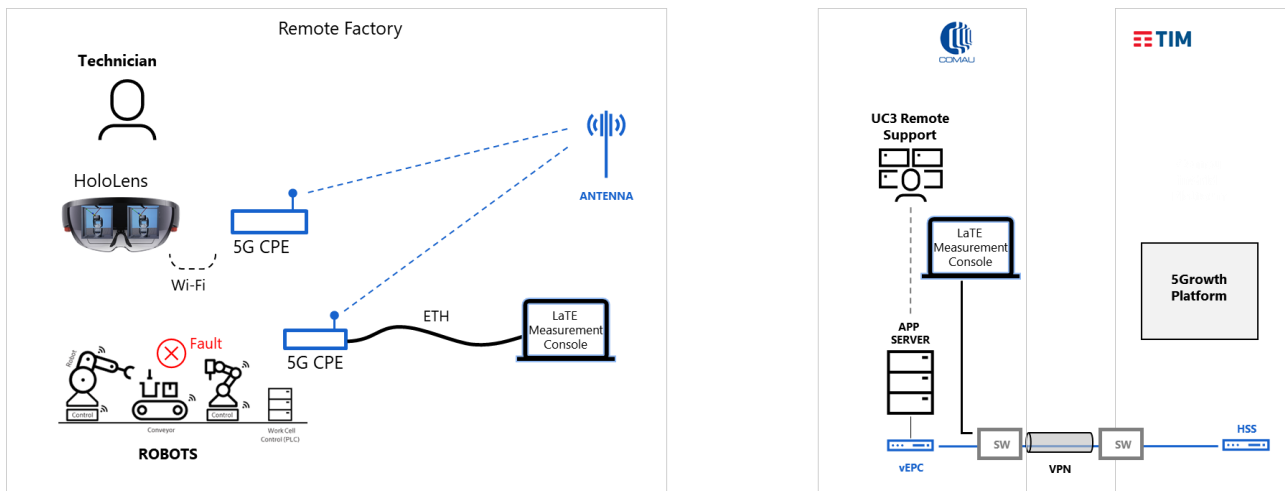 Remote Factory
Technician
HoloLens
5G CPE
Wi-Fi
ANTENNA
5G CPE
ETH
LaTE
Measurement
Console
Fault
Robot
Control
Conveyor
Control
Work Cell
Control (PLC)
ROBOTS
COMAU
UC3 Remote
Support
LaTE
Measurement
Console
APP
SERVER
vEPC
SW
VPN
SW
TIM
5Growth
Platform
HSS